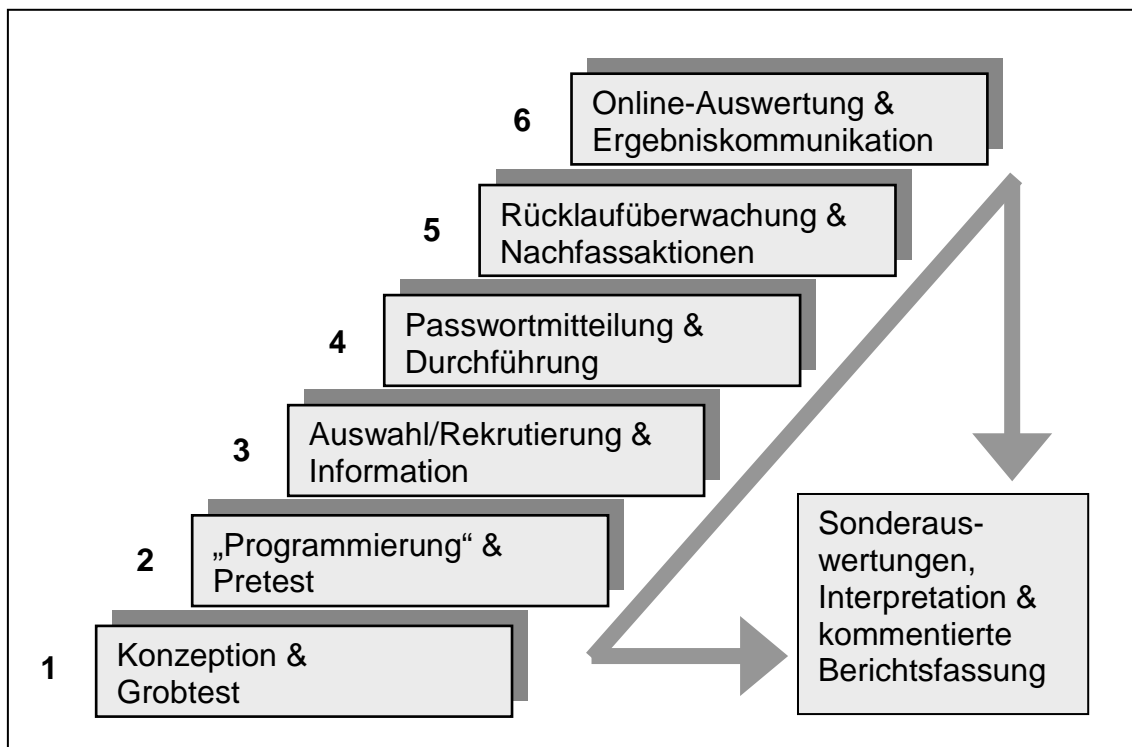 6
Online-Auswertung &
Ergebniskommunikation
5
Rücklaufüberwachung &
Nachfassaktionen
4
Passwortmitteilung &
Durchführung
3
Auswahl/Rekrutierung &
Information
2
„Programmierung“ &
Pretest
1
Konzeption &
Grobtest
Sonderaus-
wertungen,
Interpretation &
kommentierte
Berichtsfassung